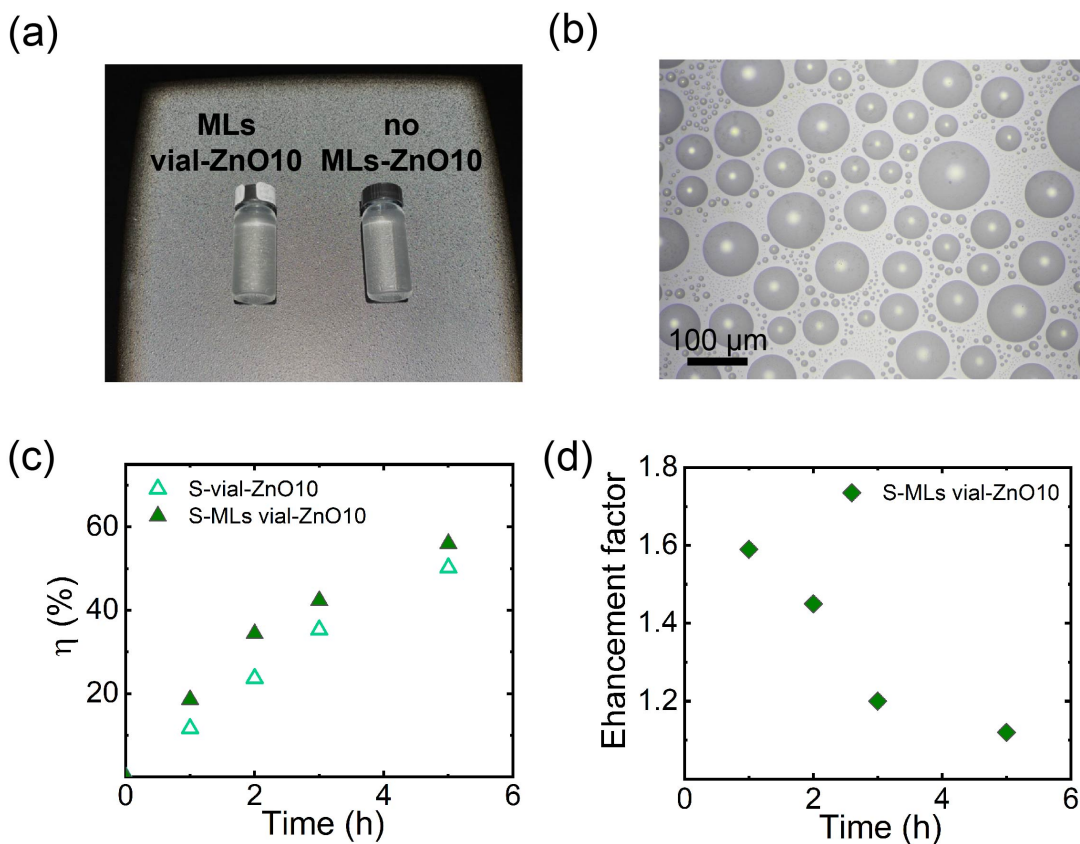 (a)
MLs
vial-ZnO10
no
MLs-ZnO10
(b)
100 μm
(c)
S-vial-ZnO10
S-MLs vial-ZnO10
60
40
20
η (%)
0 2 4 6
Time (h)
(d)
S-MLs vial-ZnO10
1.8
1.6
1.4
1.2
Ehancement factor
0 2 4 6
Time (h)